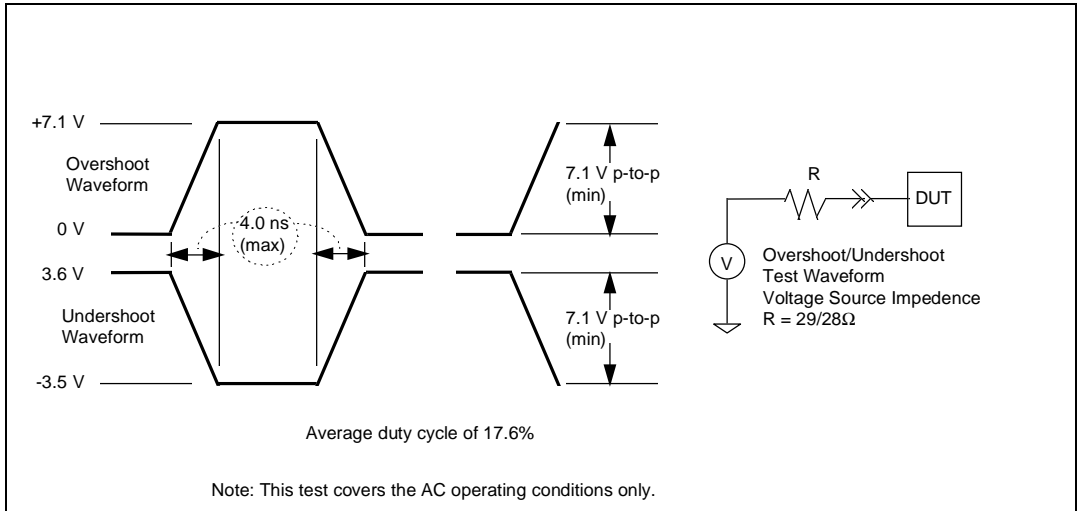 +7.1 V
Overshoot
Waveform
0 V
4.0 ns
(max)
3.6 V
Undershoot
Waveform
-3.5 V
7.1 V p-to-p
(min)
7.1 V p-to-p
(min)
R
DUT
V
Overshoot/Undershoot
Test Waveform
Voltage Source Impedence
R = 29/28Ω
Average duty cycle of 17.6%
Note: This test covers the AC operating conditions only.